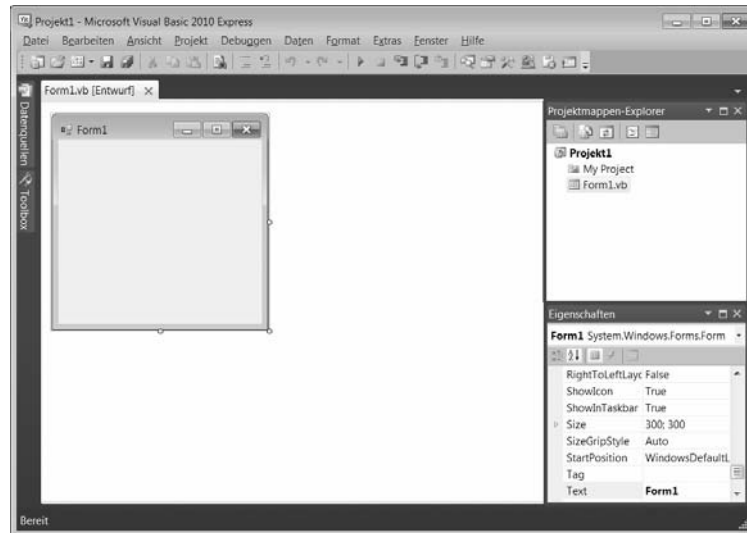 Projekt1 - Microsoft Visual Basic 2010 Express
Datei Bearbeiten Ansicht Projekt Debuggen Daten Format Extras Fenster Hilfe
Form1.vb [Entwurf]
Datenquellen
Toolbox
Form1
Projektmappen-Explorer
Projekt1
My Project
Form1.vb
Eigenschaften
Form1 System.Windows.Forms.Form
RightToLeftLayc False
ShowIcon True
ShowInTaskbar True
Size 300; 300
SizeGripStyle Auto
StartPosition WindowsDefaultL
Tag
Text Form1
Bereit